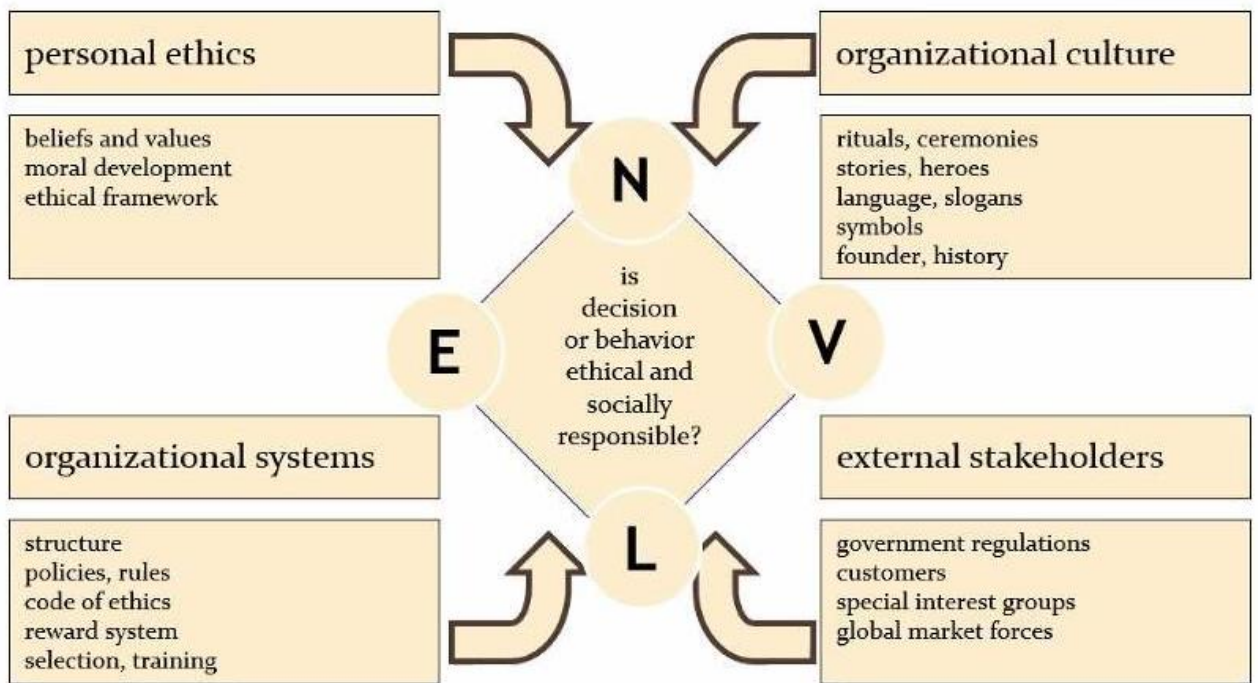 personal ethics
beliefs and values
moral development
ethical framework
organizational culture
rituals, ceremonies
stories, heroes
language, slogans
symbols
founder, history
N
E
V
L
is
decision
or behavior
ethical and
socially
responsible?
organizational systems
structure
policies, rules
code of ethics
reward system
selection, training
external stakeholders
government regulations
customers
special interest groups
global market forces